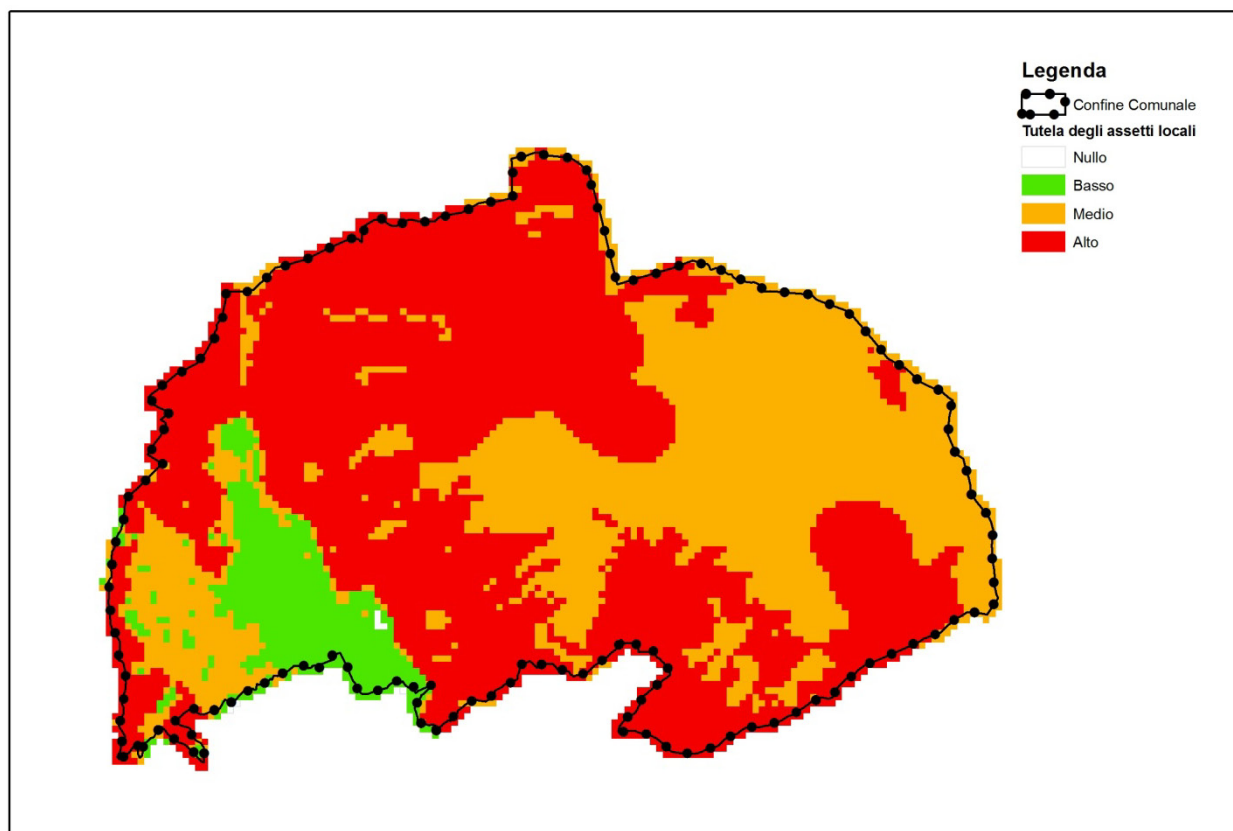 Legenda
Confine Comunale
Tutela degli assetti locali
Nullo
Basso
Medio
Alto